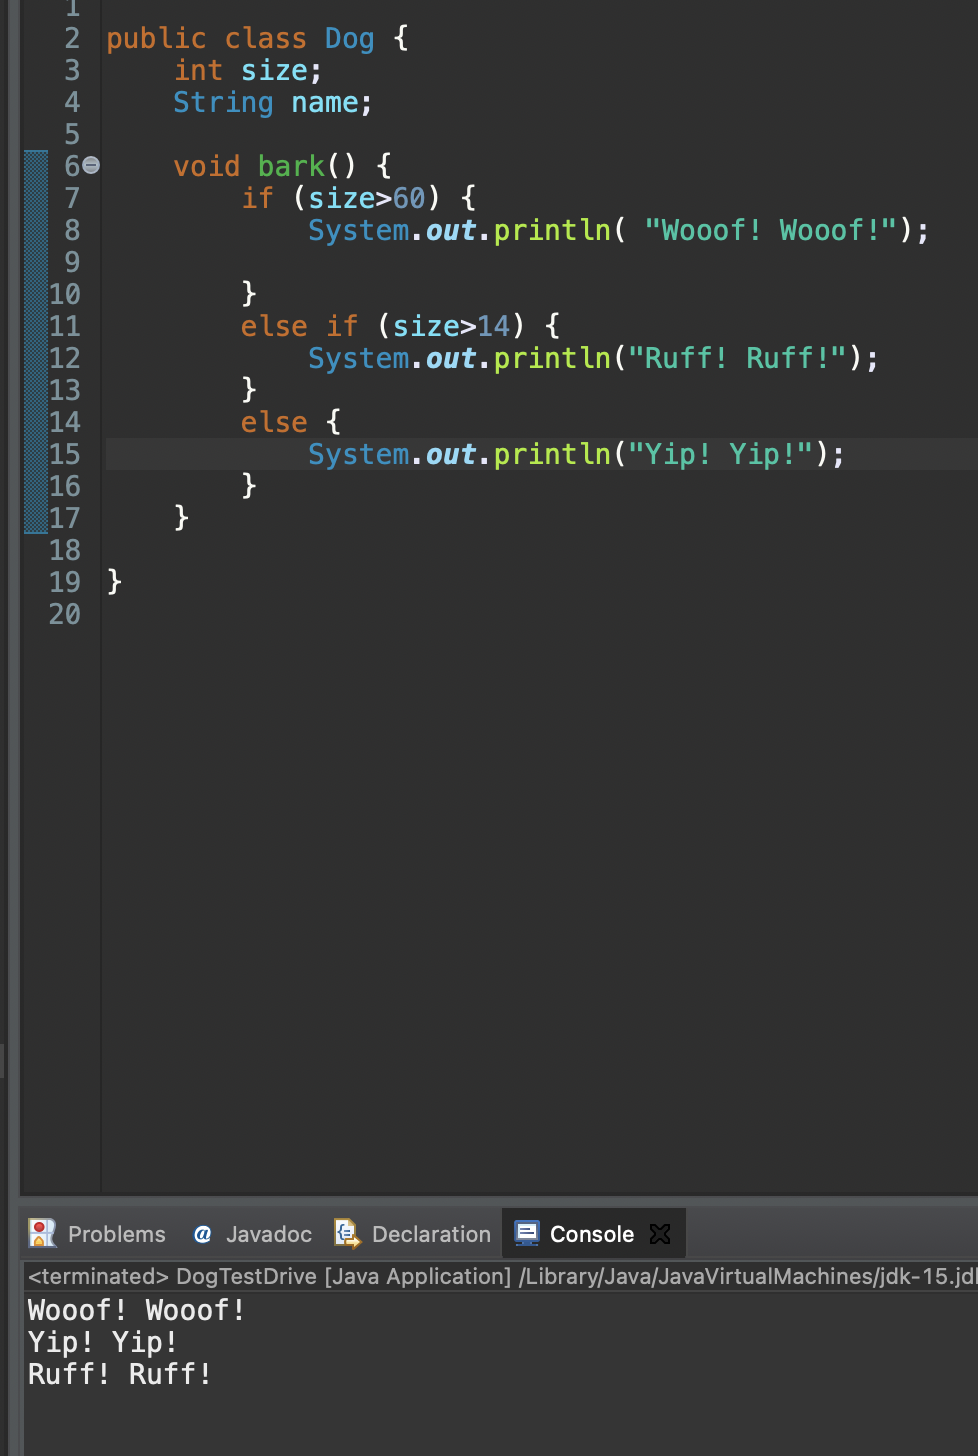 1
2 public class Dog {
3 int size;
4 String name;
5
6 void bark() {
7 if (size>60) {
8 System.out.println( "Wooof! Wooof!");
9
10 }
11 else if (size>14) {
12 System.out.println("Ruff! Ruff!");
13 }
14 else {
15 System.out.println("Yip! Yip!");
16 }
17 }
18
19 }
20
Problems @ Javadoc Declaration Console
<terminated> DogTestDrive [Java Application] /Library/Java/JavaVirtualMachines/jdk-15.jd
Wooof! Wooof!
Yip! Yip!
Ruff! Ruff!